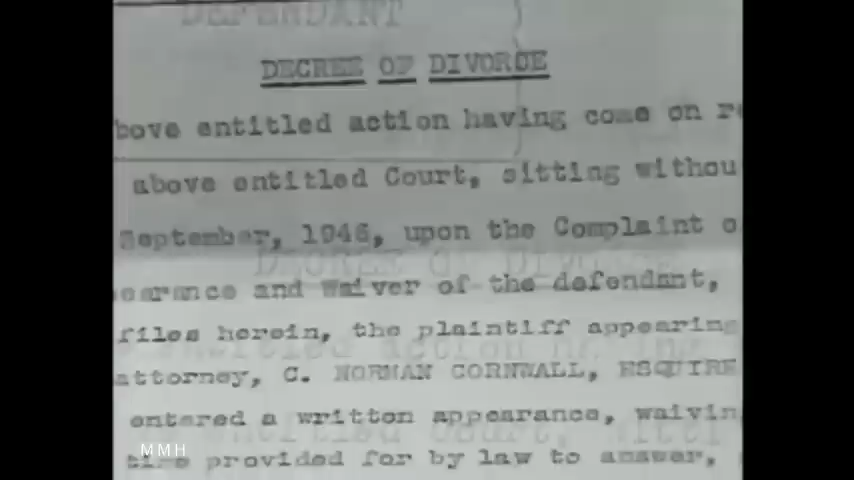 DEFENDANT
DECREE OF DIVORCE
bove entitled action having come on r
above entitled Court, sitting withou
September, 1946, upon the Complaint o
earance and Waiver of the defendant,
files herein, the plaintiff appearing
attorney, C. NORMAN CORNWALL, ESQUIRE
entered a written appearance, waivin
time provided for by law to answer,
MMH